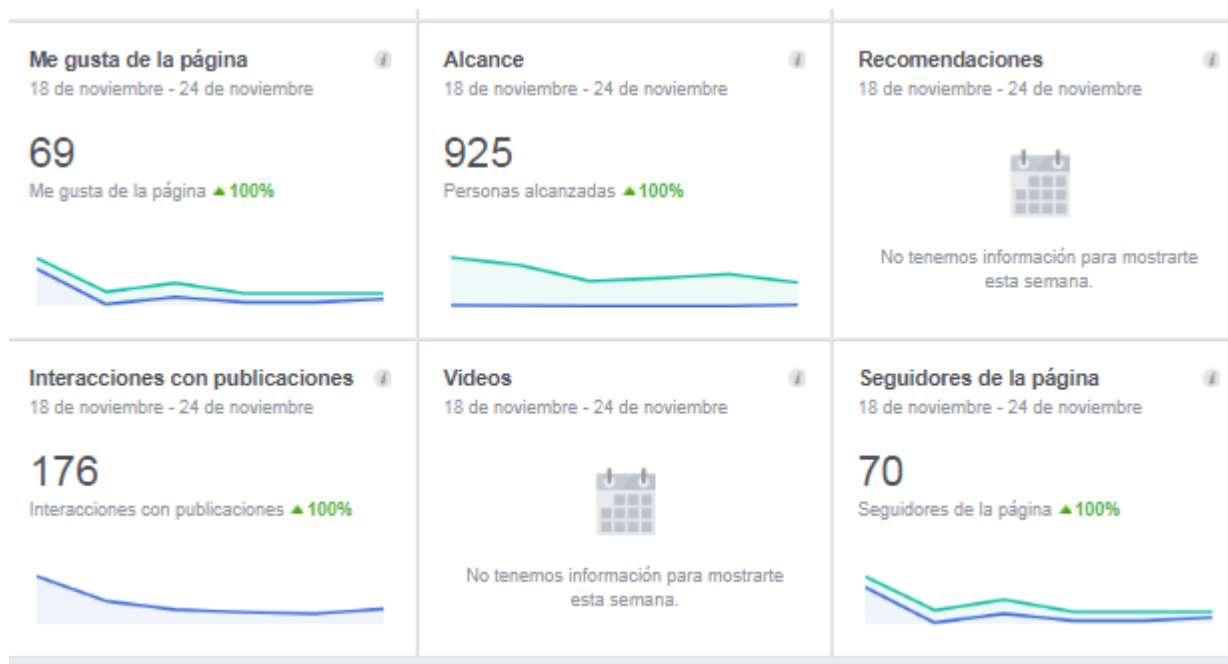 Me gusta de la página
18 de noviembre - 24 de noviembre
69
Me gusta de la página ▲100%
Alcance
18 de noviembre - 24 de noviembre
925
Personas alcanzadas ▲100%
Recomendaciones
18 de noviembre - 24 de noviembre
No tenemos información para mostrarte
esta semana.
Interacciones con publicaciones
18 de noviembre - 24 de noviembre
176
Interacciones con publicaciones ▲100%
Videos
18 de noviembre - 24 de noviembre
No tenemos información para mostrarte
esta semana.
Seguidores de la página
18 de noviembre - 24 de noviembre
70
Seguidores de la página ▲100%